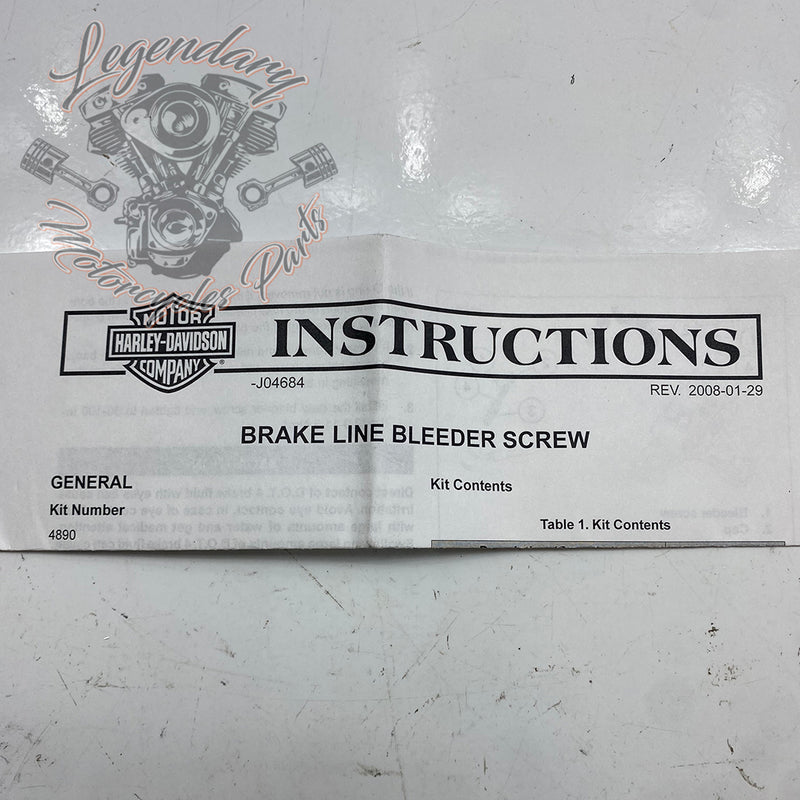 Legendary
Motorcycles Parts
MOTOR
HARLEY-DAVIDSON
COMPANY
®
INSTRUCTIONS
-J04684
REV. 2008-01-29
BRAKE LINE BLEEDER SCREW
GENERAL
Kit Number
4890
Kit Contents
Table 1. Kit Contents